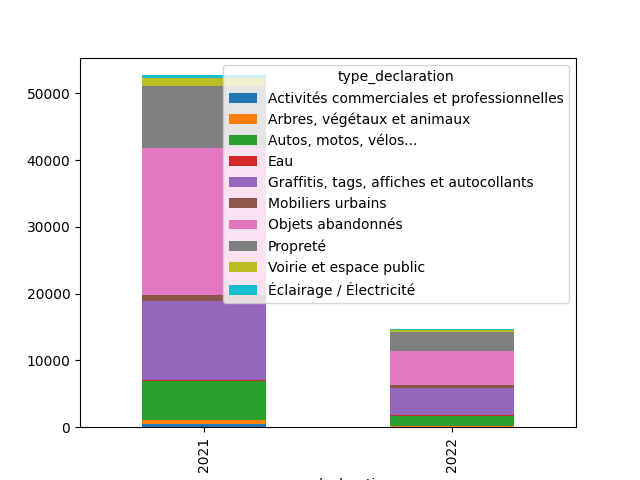 type_declaration
Activités commerciales et professionnelles
Arbres, végétaux et animaux
Autos, motos, vélos...
Eau
Graffitis, tags, affiches et autocollants
Mobiliers urbains
Objets abandonnés
Propreté
Voirie et espace public
Éclairage / Électricité
50000
40000
30000
20000
10000
0
2021
2022